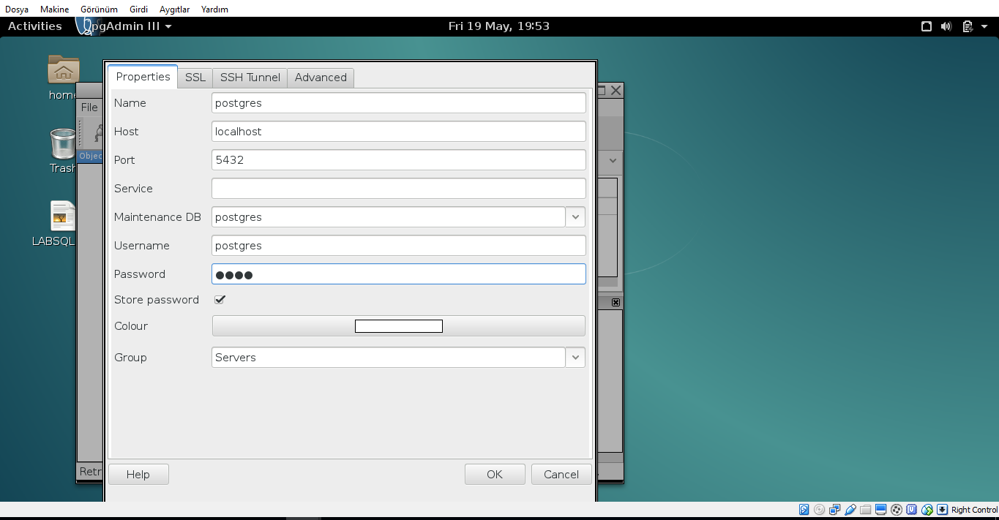 Dosya Makine Görünüm Girdi Aygıtlar Yardım
Activities pgAdmin III Fri 19 May, 19:53
Properties SSL SSH Tunnel Advanced
home
File
Trash
Objec
LABSQL
Name postgres
Host localhost
Port 5432
Service
Maintenance DB postgres
Username postgres
Password ●●●●
Store password
Colour
Group Servers
Retr
Help OK Cancel
Right Control